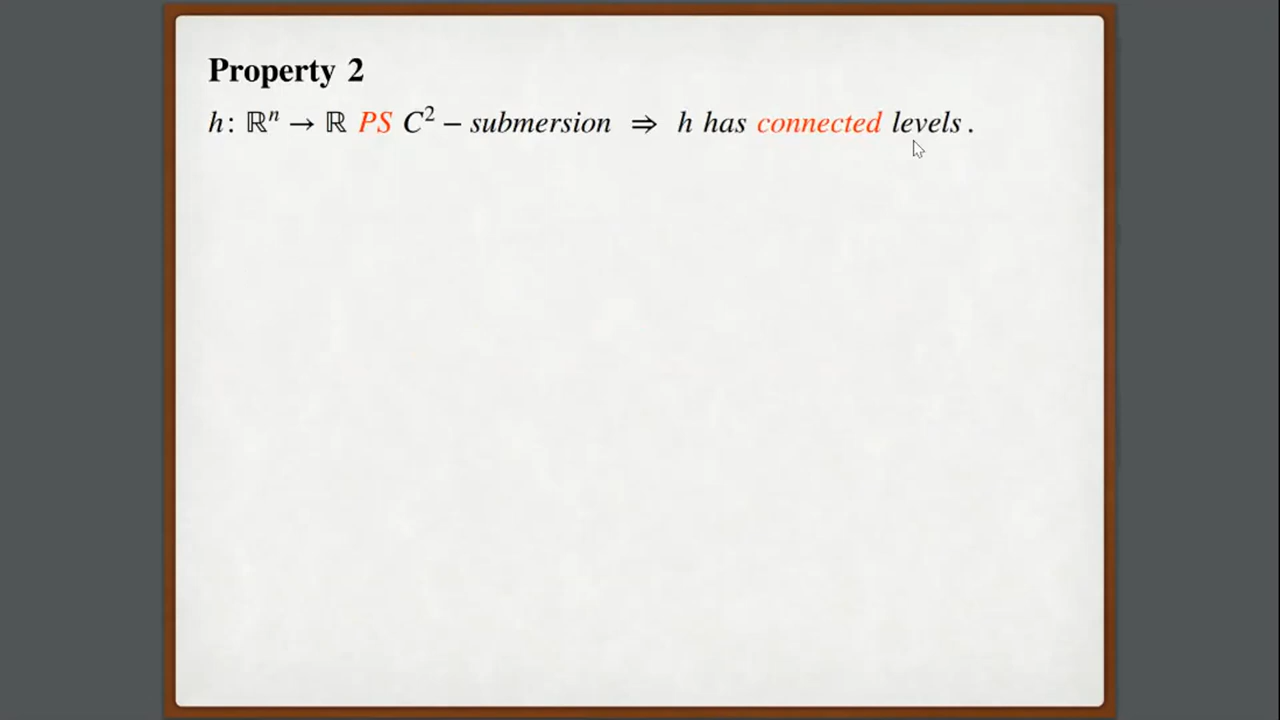 Property 2
h: ℝⁿ → ℝ PS C² – submersion ⇒ h has connected levels.